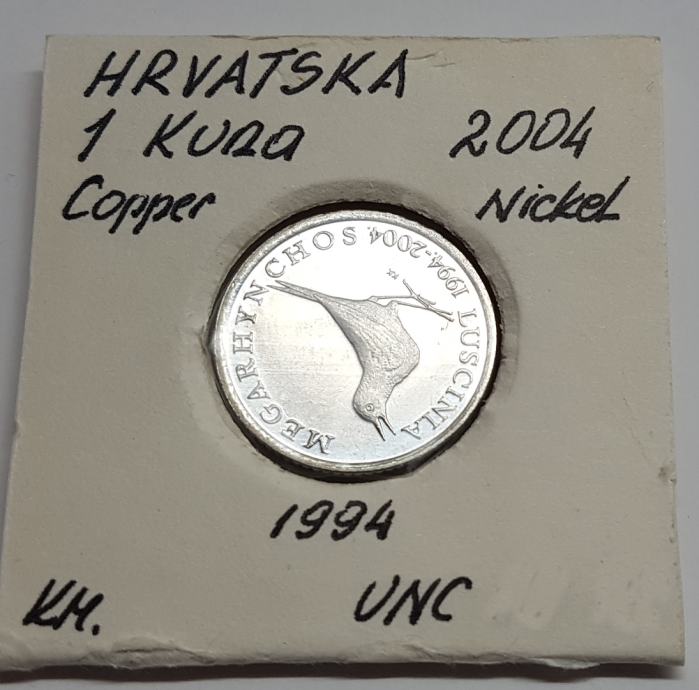 HRVATSKA
1 Kuna 2004
Copper Nickel
LUSCINIA MEGARHYNCHOS
1994.-2004.
1994
KM. UNC